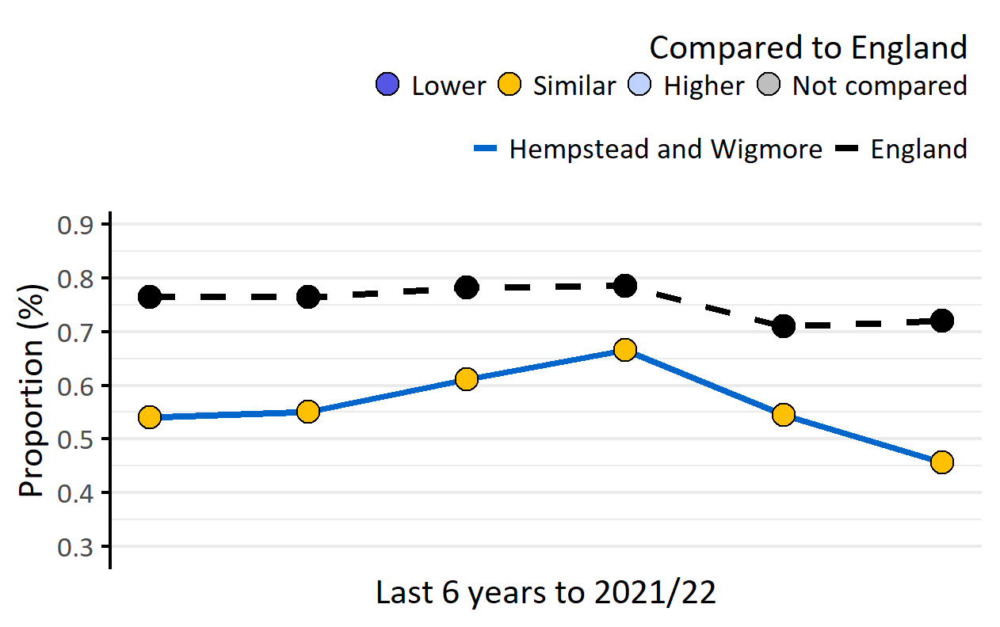 Compared to England
Lower Similar Higher Not compared
Hempstead and Wigmore England
0.9
0.8
0.7
0.6
0.5
0.4
0.3
Proportion (%)
Last 6 years to 2021/22